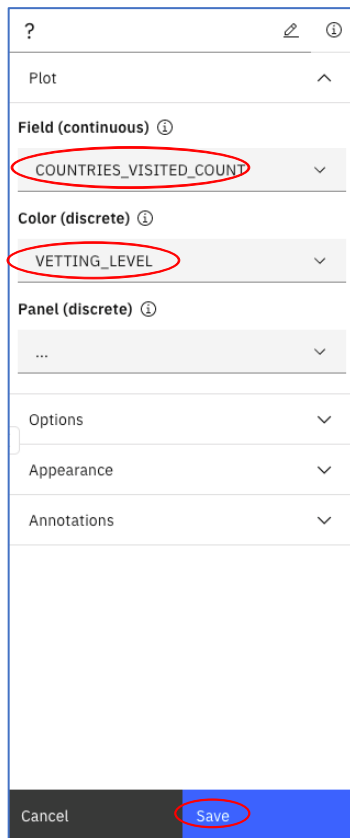 ?
Plot
Field (continuous)
COUNTRIES_VISITED_COUNT
Color (discrete)
VETTING_LEVEL
Panel (discrete)
...
Options
Appearance
Annotations
Cancel Save